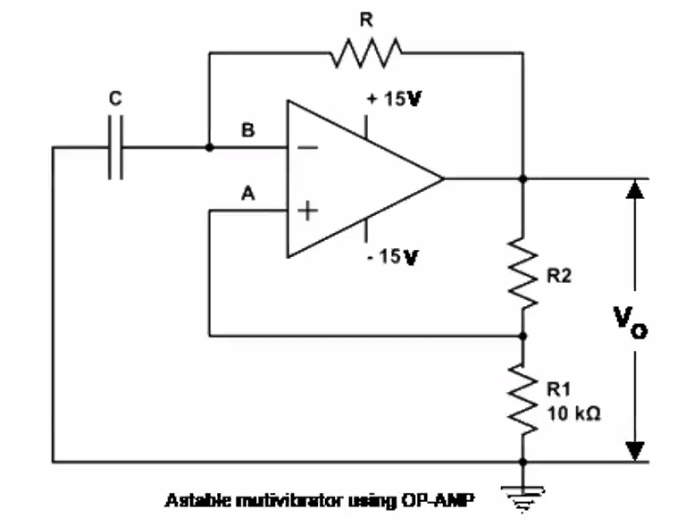 R
C
+ 15V
B
−
A
+
- 15V
R2
Vo
R1
10 kΩ
Astable mutivibrator using OP-AMP